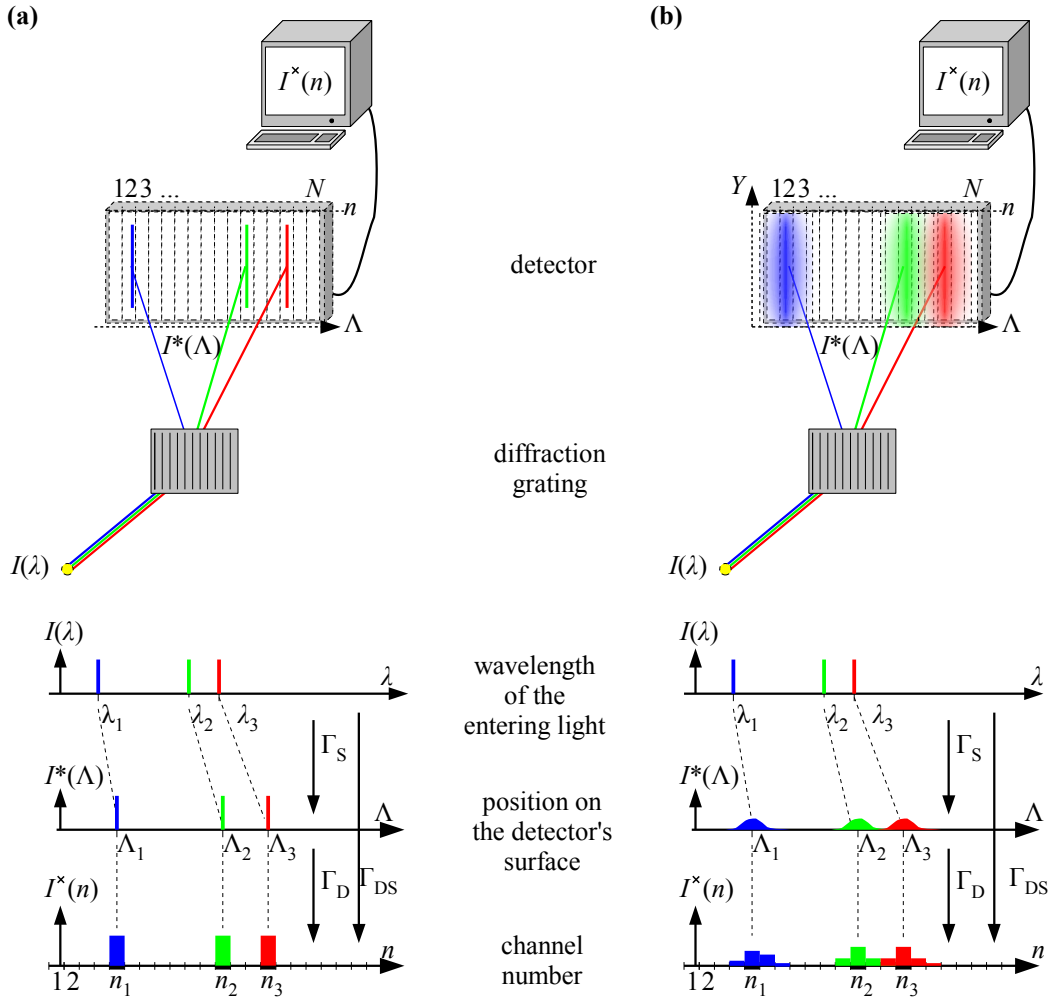 (a)
(b)
I×(n)
I×(n)
123 ... N
n
Y
123 ... N
n
detector
Λ
Λ
I*(Λ)
I*(Λ)
diffraction
grating
I(λ)
I(λ)
I(λ)
λ
wavelength
of the
entering light
I(λ)
λ
λ1 λ2 λ3
λ1 λ2 λ3
ΓS
ΓS
I*(Λ)
Λ
position on
the detector's
surface
I*(Λ)
Λ
Λ1 Λ2 Λ3
Λ1 Λ2 Λ3
ΓD ΓDS
ΓD ΓDS
I×(n)
n
channel
number
I×(n)
n
12 n1 n2 n3
12 n1 n2 n3